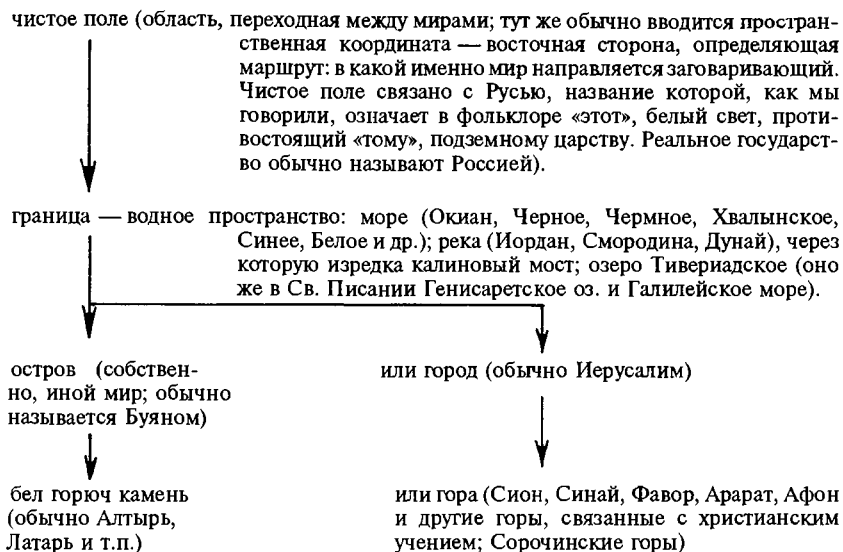 чистое поле (область, переходная между мирами; тут же обычно вводится простран-
ственная координата — восточная сторона, определяющая
маршрут: в какой именно мир направляется заговаривающий.
Чистое поле связано с Русью, название которой, как мы
говорили, означает в фольклоре «этот», белый свет, проти-
востоящий «тому», подземному царству. Реальное государст-
во обычно называют Россией).
граница — водное пространство: море (Окиан, Черное, Чермное, Хвалынское,
Синее, Белое и др.); река (Иордан, Смородина, Дунай), через
которую изредка калиновый мост; озеро Тивериадское (оно
же в Св. Писании Генисаретское оз. и Галилейское море).
остров (собствен-
но, иной мир; обычно
называется Буяном)
или город (обычно Иерусалим)
бел горюч камень
(обычно Алтырь,
Латарь и т.п.)
или гора (Сион, Синай, Фавор, Арарат, Афон
и другие горы, связанные с христианским
учением; Сорочинские горы)